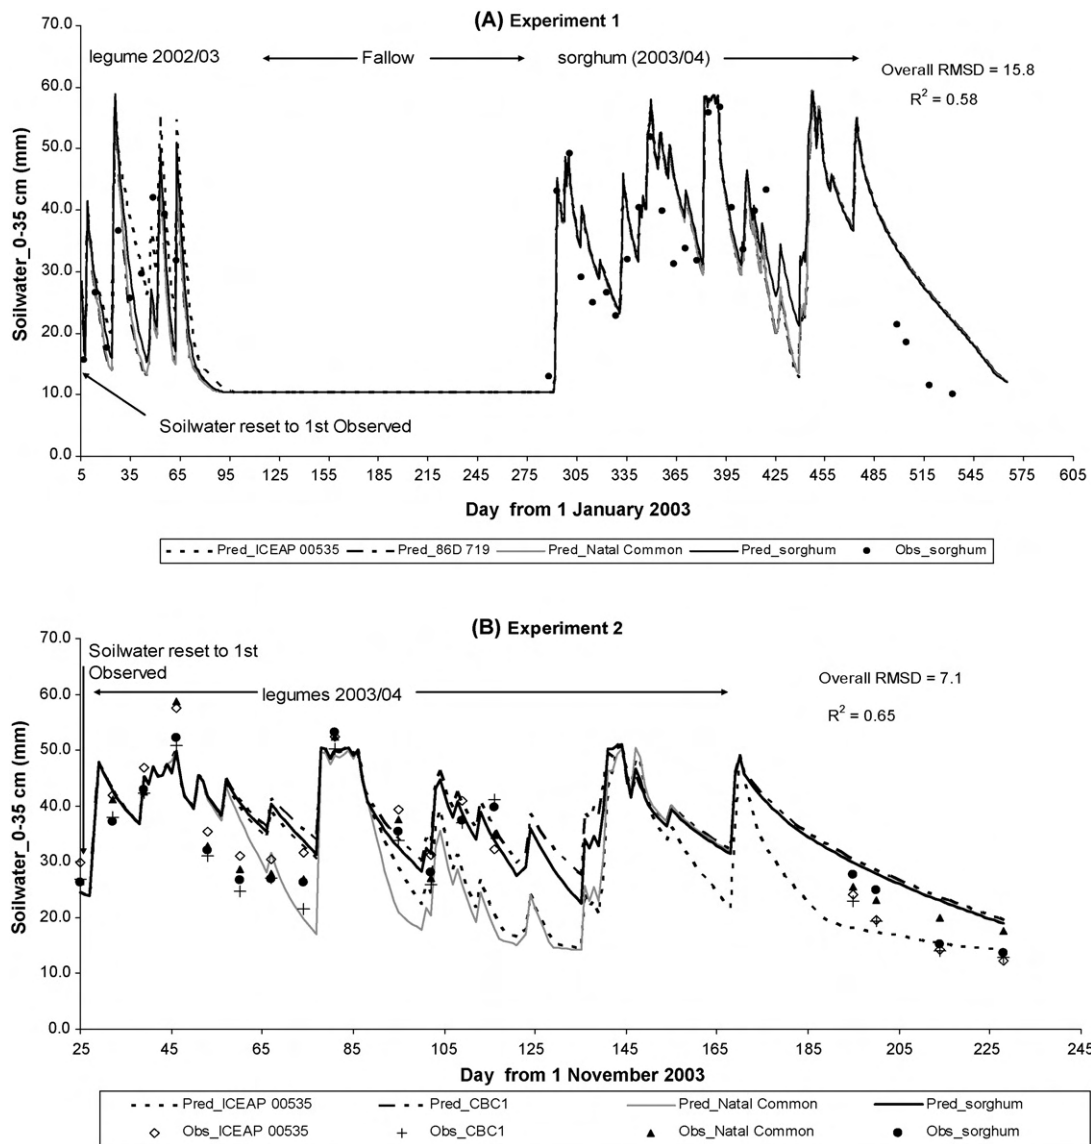 (A) Experiment 1
legume 2002/03
Fallow
sorghum (2003/04)
Overall RMSD = 15.8
R² = 0.58
Soilwater_0-35 cm (mm)
70.0
60.0
50.0
40.0
30.0
20.0
10.0
0.0
Soilwater reset to 1st Observed
5 35 65 95 125 155 185 215 245 275 305 335 365 395 425 455 485 515 545 575 605
Day from 1 January 2003
Pred_ICEAP 00535 Pred_86D 719 Pred_Natal Common Pred_sorghum Obs_sorghum
(B) Experiment 2
Soilwater reset to 1st
Observed
legumes 2003/04
Overall RMSD = 7.1
R² = 0.65
Soilwater_0-35 cm (mm)
70.0
60.0
50.0
40.0
30.0
20.0
10.0
0.0
25 45 65 85 105 125 145 165 185 205 225 245
Day from 1 November 2003
Pred_ICEAP 00535 Pred_CBC1 Pred_Natal Common Pred_sorghum
Obs_ICEAP 00535 Obs_CBC1 Obs_Natal Common Obs_sorghum